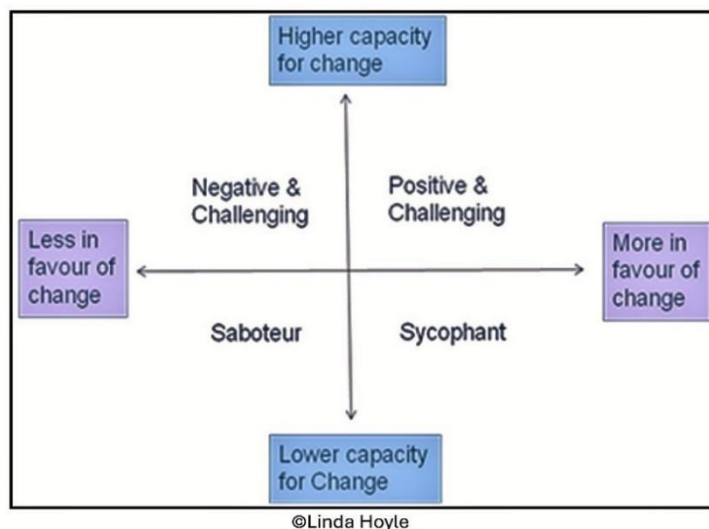 Higher capacity
for change
Negative &
Challenging
Positive &
Challenging
Less in
favour of
change
More in
favour of
change
Saboteur
Sycophant
Lower capacity
for Change
©Linda Hoyle